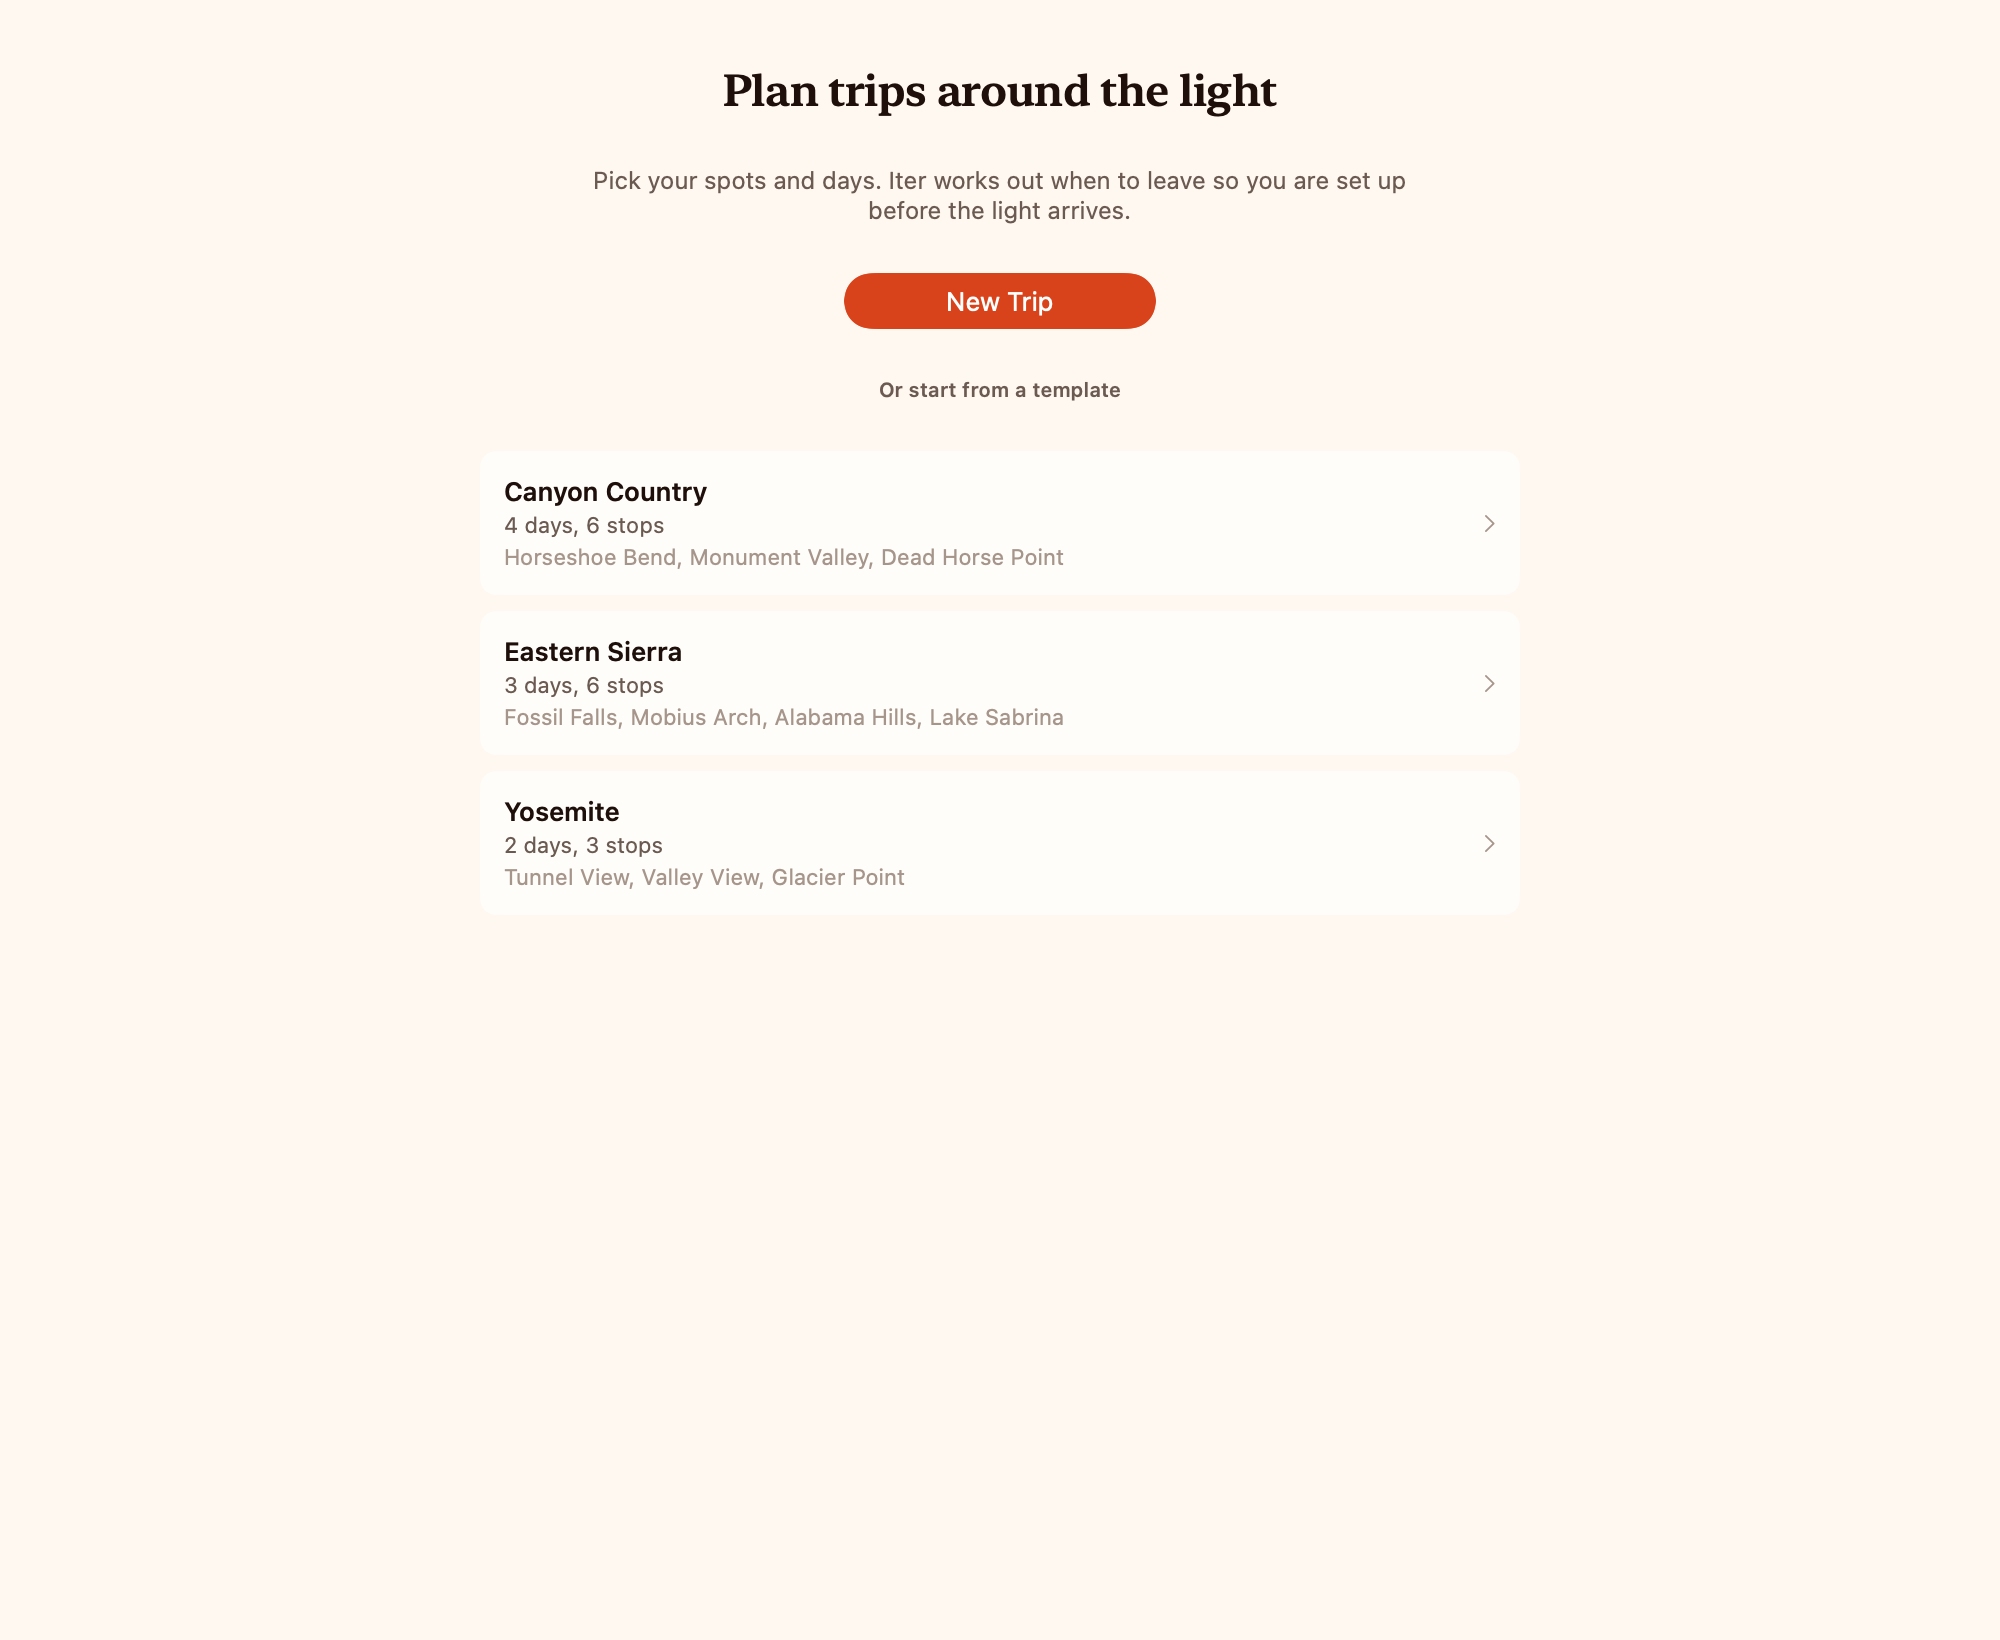 Plan trips around the light
Pick your spots and days. Iter works out when to leave so you are set up
before the light arrives.
New Trip
Or start from a template
Canyon Country
4 days, 6 stops
Horseshoe Bend, Monument Valley, Dead Horse Point
Eastern Sierra
3 days, 6 stops
Fossil Falls, Mobius Arch, Alabama Hills, Lake Sabrina
Yosemite
2 days, 3 stops
Tunnel View, Valley View, Glacier Point